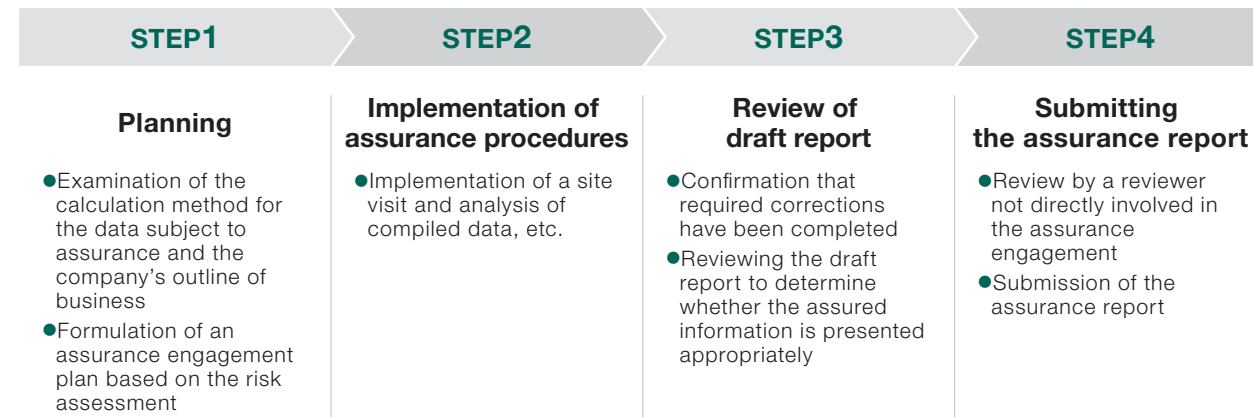 STEP1
STEP2
STEP3
STEP4
Planning
●Examination of the
calculation method for
the data subject to
assurance and the
company's outline of
business
●Formulation of an
assurance engagement
plan based on the risk
assessment
Implementation of
assurance procedures
●Implementation of a site
visit and analysis of
compiled data, etc.
Review of
draft report
●Confirmation that
required corrections
have been completed
●Reviewing the draft
report to determine
whether the assured
information is presented
appropriately
Submitting
the assurance report
●Review by a reviewer
not directly involved in
the assurance
engagement
●Submission of the
assurance report